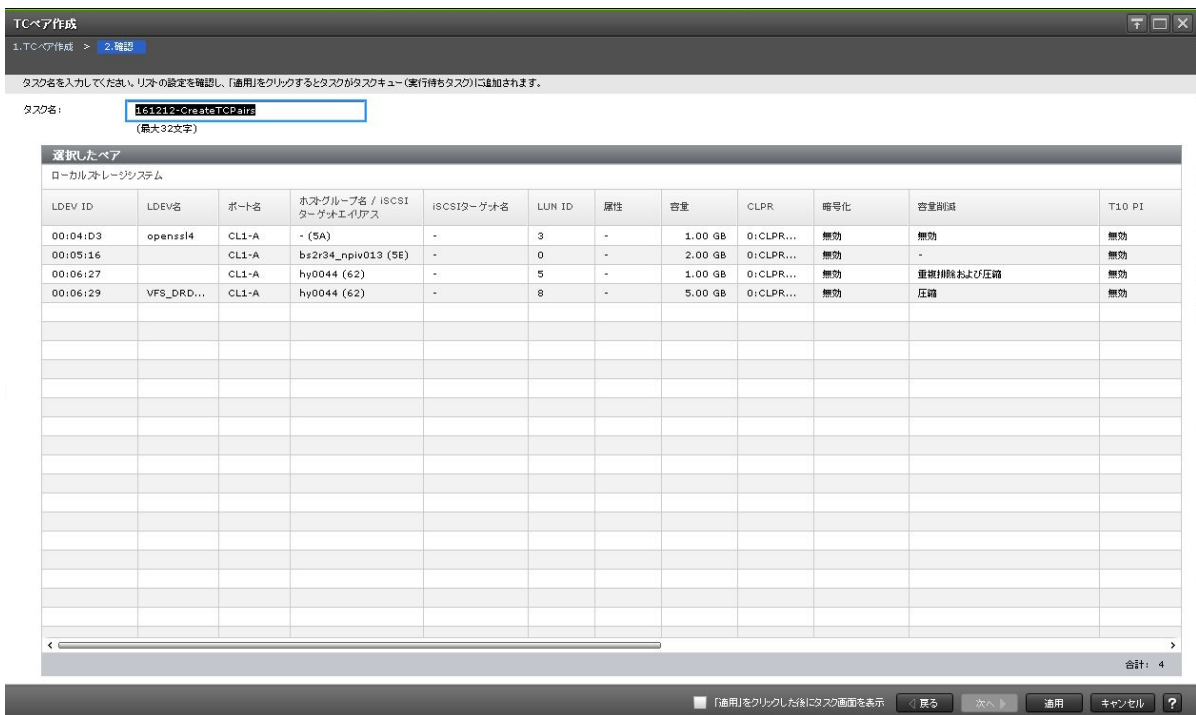 TCペア作成
1.TCペア作成 > 2.確認
タスク名を入力してください。リストの設定を確認し、「適用」をクリックするとタスクがタスクキュー(実行待ちタスク)に追加されます。
タスク名: 161212-CreateTCPairs
(最大32文字)
選択したペア
ローカルストレージシステム
LDEV ID LDEV名 ポート名 ホストグループ名 / iSCSI ターゲットエイリアス iSCSIターゲット名 LUN ID 属性 容量 CLPR 暗号化 容量削減 T10 PI
00:04:D3 openssl4 CL1-A - (5A) - 3 - 1.00 GB 0:CLPR... 無効 無効 無効
00:05:16 CL1-A bs2r34_npiv013 (5E) - 0 - 2.00 GB 0:CLPR... 無効 - 無効
00:06:27 CL1-A hy0044 (62) - 5 - 1.00 GB 0:CLPR... 無効 重複排除および圧縮 無効
00:06:29 VFS_DRD... CL1-A hy0044 (62) - 8 - 5.00 GB 0:CLPR... 無効 圧縮 無効
合計: 4
「適用」をクリックした後にタスク画面を表示 戻る 次へ 適用 キャンセル ?